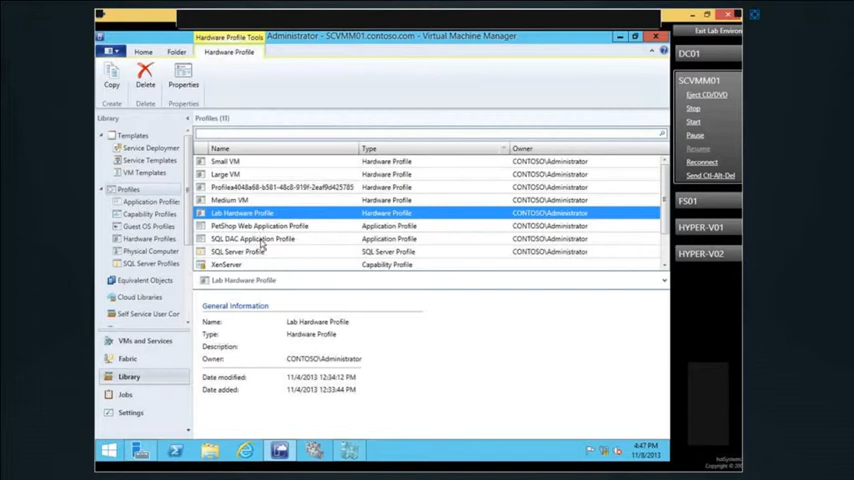 Hardware Profile Tools
Administrator - SCVMM01.contoso.com - Virtual Machine Manager
Home
Folder
Hardware Profile
Copy
Delete
Properties
Create
Delete
Properties
Library
Templates
Service Deploymer
Service Templates
VM Templates
Profiles
Application Profile:
Capability Profiles
Guest OS Profiles
Hardware Profiles
Physical Computer
SQL Server Profiles
Equivalent Objects
Cloud Libraries
Self Service User Cor
VMs and Services
Fabric
Library
Jobs
Settings
Profiles (11)
Name Type Owner
Small VM Hardware Profile CONTOSO\Administrator
Large VM Hardware Profile CONTOSO\Administrator
Profilea4048a68-b581-48c8-919f-2eaf9d425785 Hardware Profile CONTOSO\Administrator
Medium VM Hardware Profile CONTOSO\Administrator
Lab Hardware Profile Hardware Profile CONTOSO\Administrator
PetShop Web Application Profile Application Profile CONTOSO\Administrator
SQL DAC Application Profile Application Profile CONTOSO\Administrator
SQL Server Profile SQL Server Profile CONTOSO\Administrator
XenServer Capability Profile
Lab Hardware Profile
General Information
Name: Lab Hardware Profile
Type: Hardware Profile
Description:
Owner: CONTOSO\Administrator
Date modified: 11/4/2013 12:34:12 PM
Date added: 11/4/2013 12:33:44 PM
4:47 PM
11/8/2013
Exit Lab Environ
DC01
SCVMM01
Eject CD/DVD
Stop
Start
Pause
Resume
Reconnect
Send Ctl-Alt-Del
FS01
HYPER-V01
HYPER-V02